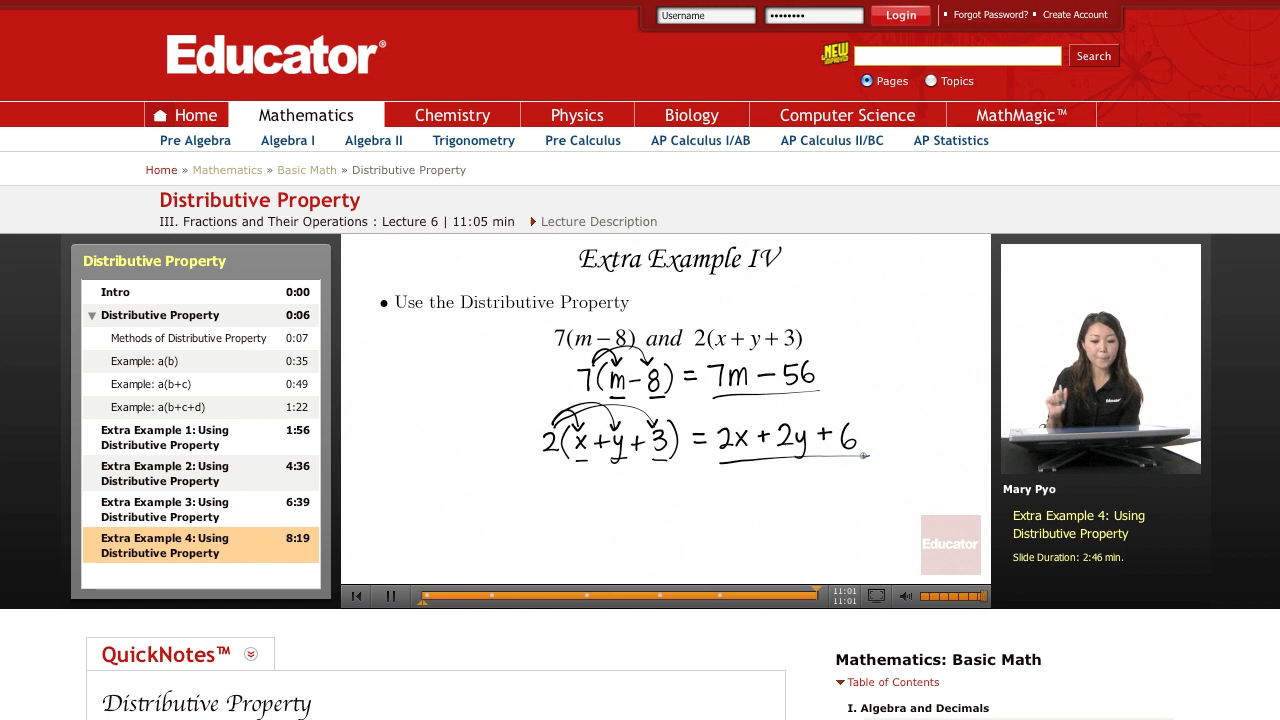 Username
••••••••
Login
Forgot Password?
Create Account
Educator®
NEW
Search
Pages
Topics
Home
Mathematics
Chemistry
Physics
Biology
Computer Science
MathMagic™
Pre Algebra
Algebra I
Algebra II
Trigonometry
Pre Calculus
AP Calculus I/AB
AP Calculus II/BC
AP Statistics
Home » Mathematics » Basic Math » Distributive Property
Distributive Property
III. Fractions and Their Operations : Lecture 6 | 11:05 min
Lecture Description
Distributive Property
Intro 0:00
Distributive Property 0:06
Methods of Distributive Property 0:07
Example: a(b) 0:35
Example: a(b+c) 0:49
Example: a(b+c+d) 1:22
Extra Example 1: Using 1:56
Distributive Property
Extra Example 2: Using 4:36
Distributive Property
Extra Example 3: Using 6:39
Distributive Property
Extra Example 4: Using 8:19
Distributive Property
Extra Example IV
• Use the Distributive Property
7(m – 8) and 2(x + y + 3)
7(m – 8) = 7m – 56
2(x + y + 3) = 2x + 2y + 6
Educator
11:01
11:01
Educator
Mary Pyo
Extra Example 4: Using
Distributive Property
Slide Duration: 2:46 min.
QuickNotes™
Distributive Property
Mathematics: Basic Math
Table of Contents
I. Algebra and Decimals